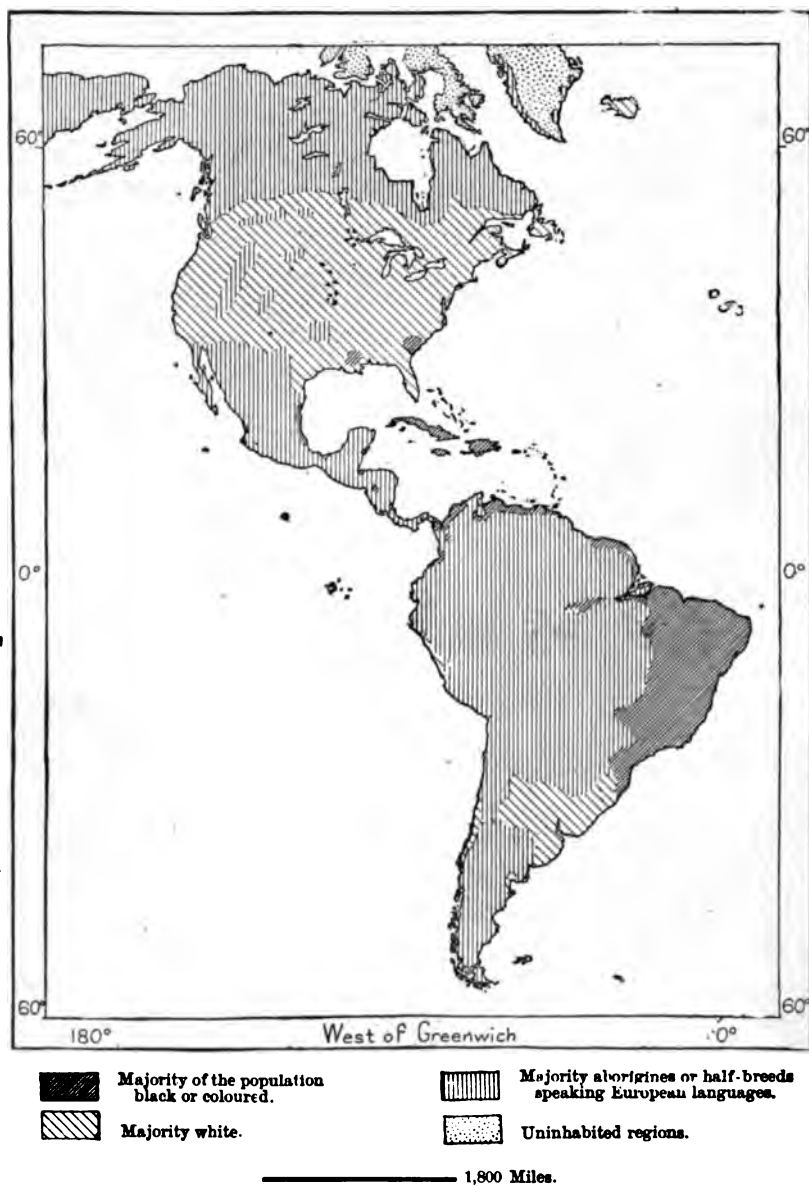 60°
60°
0°
0°
60°
60°
180°
West of Greenwich
0°
Majority of the population
black or coloured.
Majority aborigines or half-breeds
speaking European languages.
Majority white.
Uninhabited regions.
1,800 Miles.